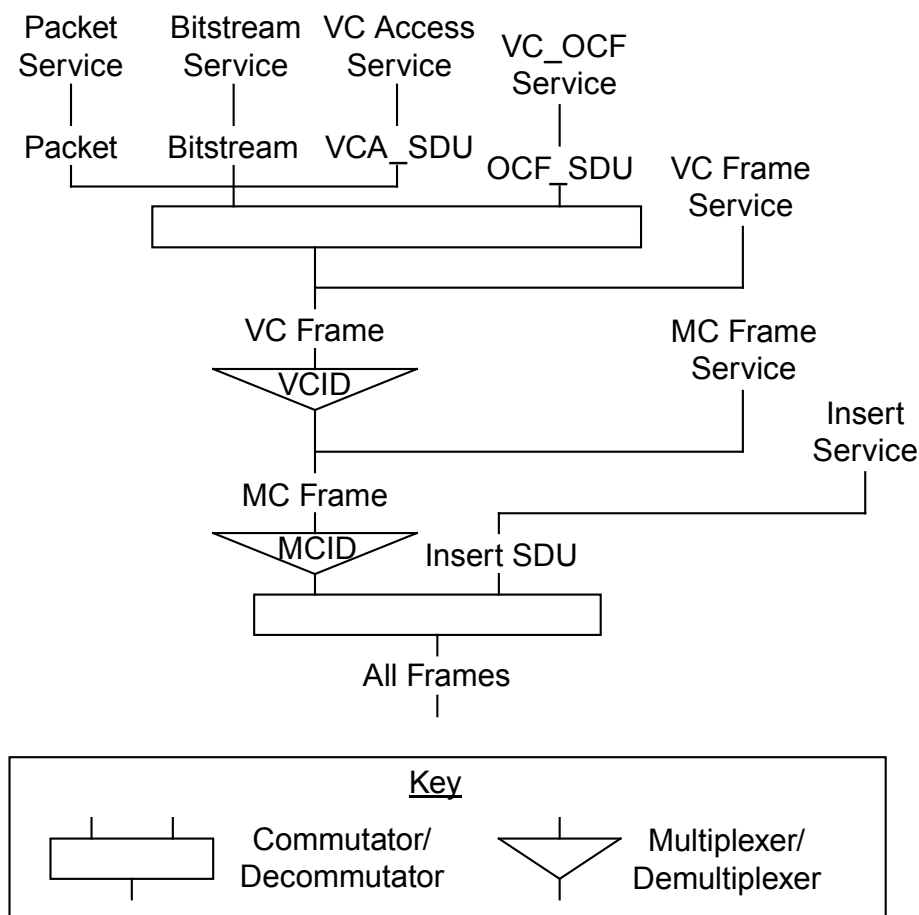 Packet Service
Bitstream Service
VC Access Service
VC_OCF Service
Packet
Bitstream
VCA_SDU
OCF_SDU
VC Frame Service
VC Frame
VCID
MC Frame Service
Insert Service
MC Frame
MCID
Insert SDU
All Frames
Key
Commutator/
Decommutator
Multiplexer/
Demultiplexer